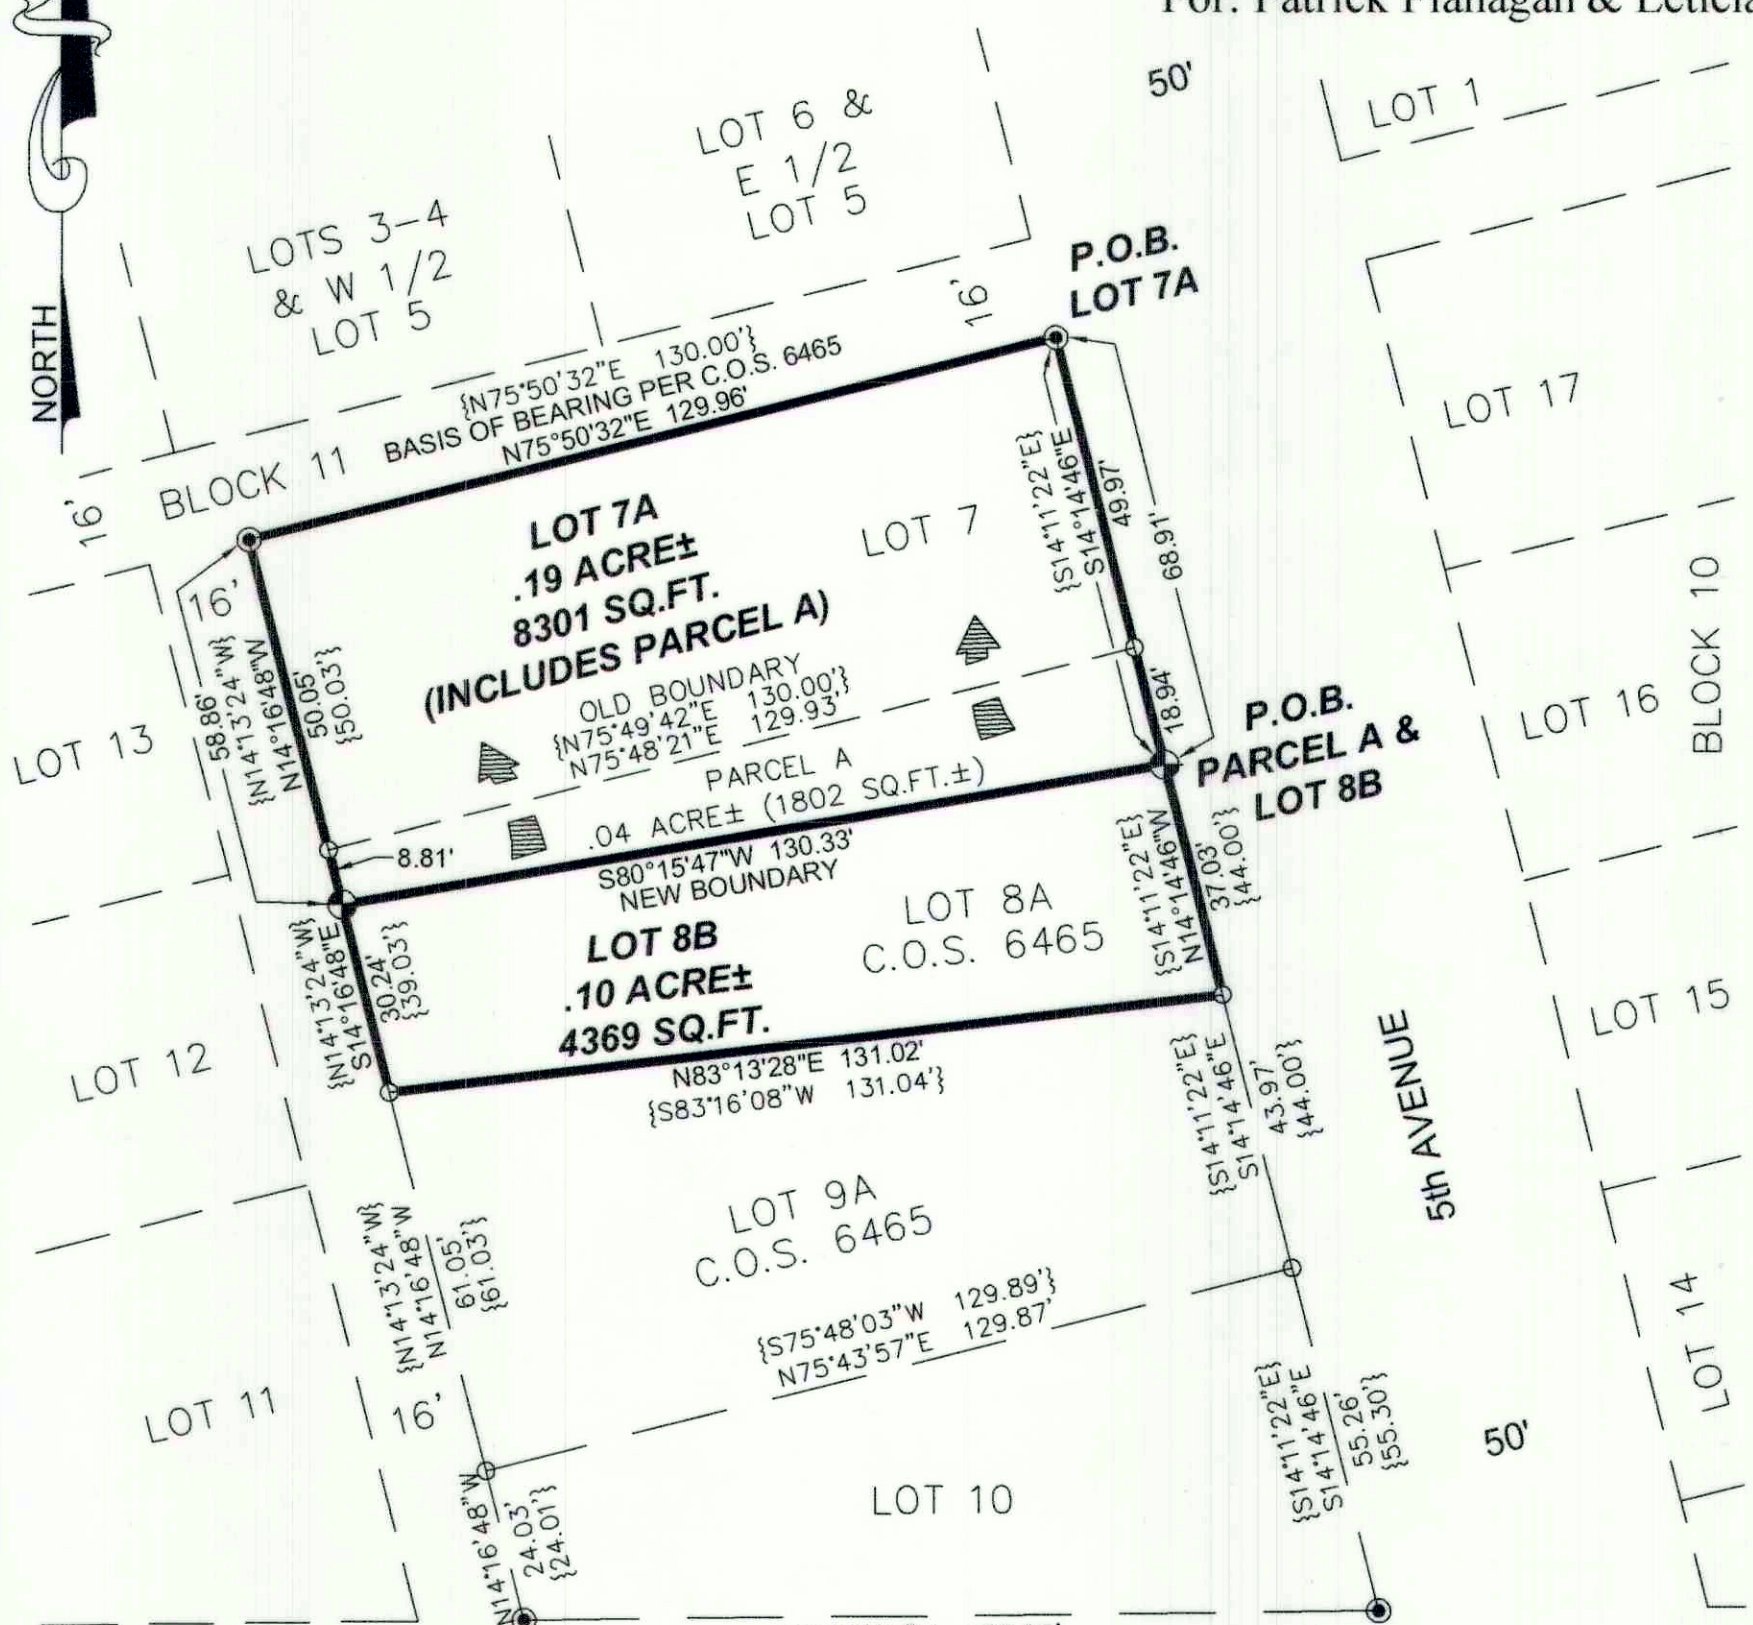 For: Patrick Flanagan & Leticia
50'
LOT 1
LOT 6 &
E 1/2
LOT 5
LOTS 3-4
& W 1/2
LOT 5
NORTH
P.O.B.
LOT 7A
16'
{N75°50'32"E 130.00'}
BASIS OF BEARING PER C.O.S. 6465
N75°50'32"E 129.96'
BLOCK 11
16'
LOT 17
LOT 7A
.19 ACRE±
8301 SQ.FT.
(INCLUDES PARCEL A)
LOT 7
{S14°11'22"E}
S14°14'46"E
49.97'
68.91'
16'
58.86'
{N14°13'24"W}
N14°16'48"W
50.05'
{50.03'}
OLD BOUNDARY
{N75°49'42"E 130.00'}
N75°48'21"E 129.93'
18.94'
LOT 13
LOT 16
BLOCK 10
P.O.B.
PARCEL A &
LOT 8B
PARCEL A
.04 ACRE± (1802 SQ.FT.±)
8.81'
S80°15'47"W 130.33'
NEW BOUNDARY
{S14°11'22"E}
N14°14'46"W
37.03'
{44.00'}
LOT 8A
C.O.S. 6465
LOT 8B
.10 ACRE±
4369 SQ.FT.
{N14°13'24"W}
S14°16'48"E
30.24'
{39.03'}
N83°13'28"E 131.02'
{S83°16'08"W 131.04'}
LOT 12
LOT 15
{S14°11'22"E}
S14°14'46"E
43.97'
{44.00'}
5th AVENUE
LOT 9A
C.O.S. 6465
{N14°13'24"W}
N14°16'48"W
61.05'
{61.03'}
{S75°48'03"W 129.89'}
N75°43'57"E 129.87'
LOT 14
LOT 11
16'
{S14°11'22"E}
S14°14'46"E
55.26'
{55.30'}
50'
LOT 10
N14°16'48"W
24.03'
{24.01'}